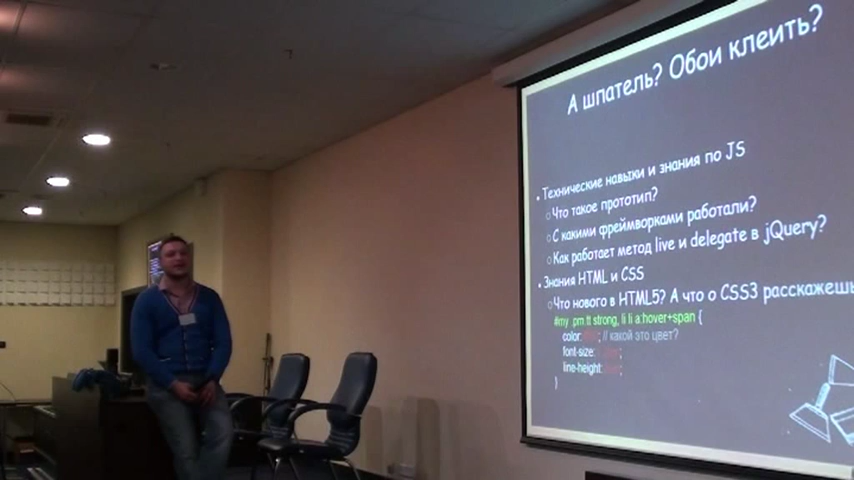 А шпатель? Обои клеить?
Технические навыки и знания по JS
Что такое прототип?
С какими фреймворками работали?
Как работает метод live и delegate в jQuery?
Знания HTML и CSS
Что нового в HTML5? А что о CSS3 расскажешь
#my .pm.tt strong, li li a:hover+span {
color: ; // какой это цвет?
font-size: ;
line-height: ;
}